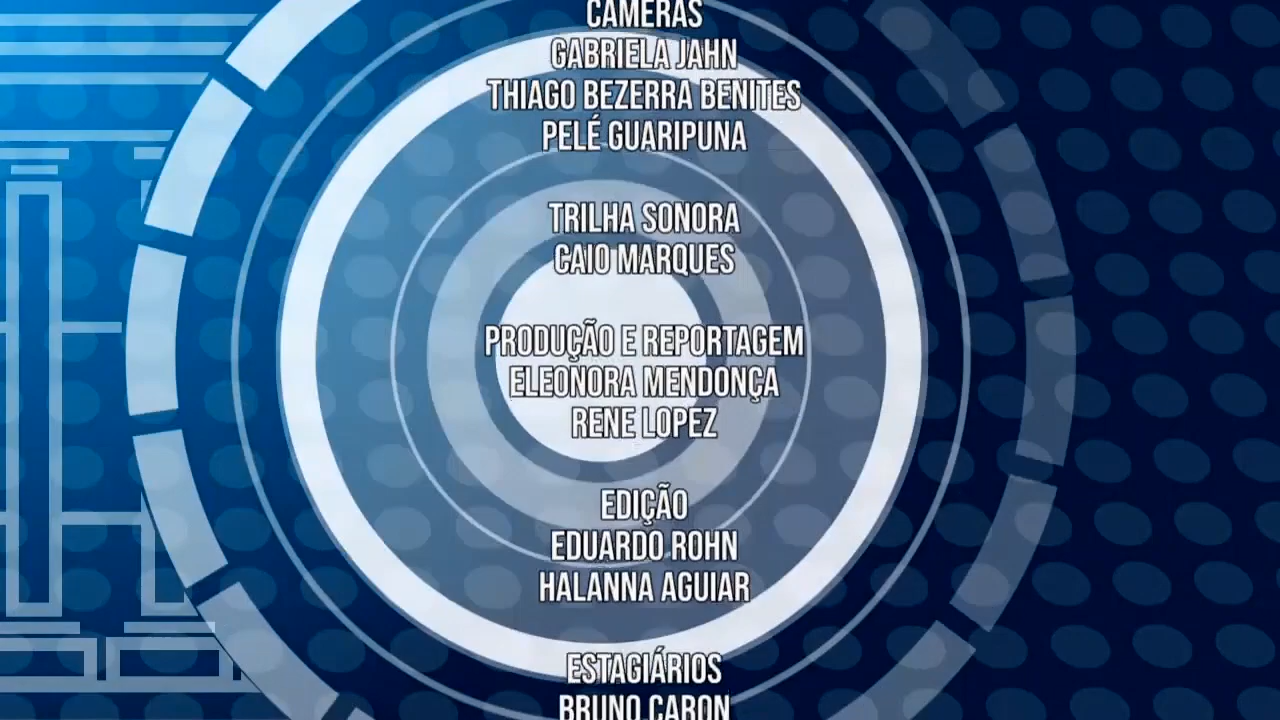 CÂMERAS
GABRIELA JAHN
THIAGO BEZERRA BENITES
PELÉ GUARIPUNA
TRILHA SONORA
CAIO MARQUES
PRODUÇÃO E REPORTAGEM
ELEONORA MENDONÇA
RENE LOPEZ
EDIÇÃO
EDUARDO ROHN
HALANNA AGUIAR
ESTAGIÁRIOS
BRUNO CARON